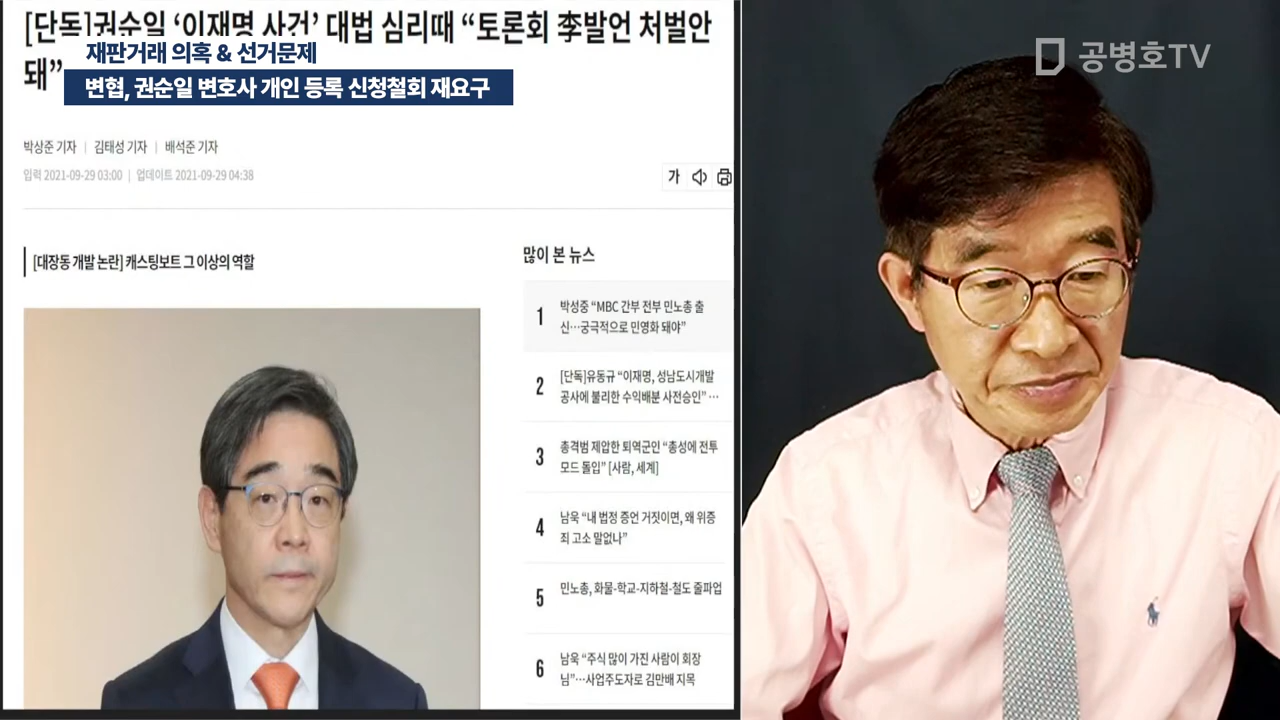 [단독]권순일 ‘이재명 사건’ 대법 심리때 “토론회 李발언 처벌안
돼”
재판거래 의혹 & 선거문제
변협, 권순일 변호사 개인 등록 신청철회 재요구
공병호TV
박상준 기자 | 김태성 기자 | 배석준 기자
입력 2021-09-29 03:00 | 업데이트 2021-09-29 04:38
가
[대장동 개발 논란] 캐스팅보트 그 이상의 역할
많이 본 뉴스
1 박성중 “MBC 간부 전부 민노총 출
신…궁극적으로 민영화 돼야”
2 [단독]유동규 “이재명, 성남도시개발
공사에 불리한 수익배분 사전승인” …
3 총격범 제압한 퇴역군인 “총성에 전투
모드 돌입” [사람, 세계]
4 남욱 “내 법정 증언 거짓이면, 왜 위증
죄 고소 말없나”
5 민노총, 화물-학교-지하철-철도 줄파업
6 남욱 “주식 많이 가진 사람이 회장
님”…사업주도자로 김만배 지목